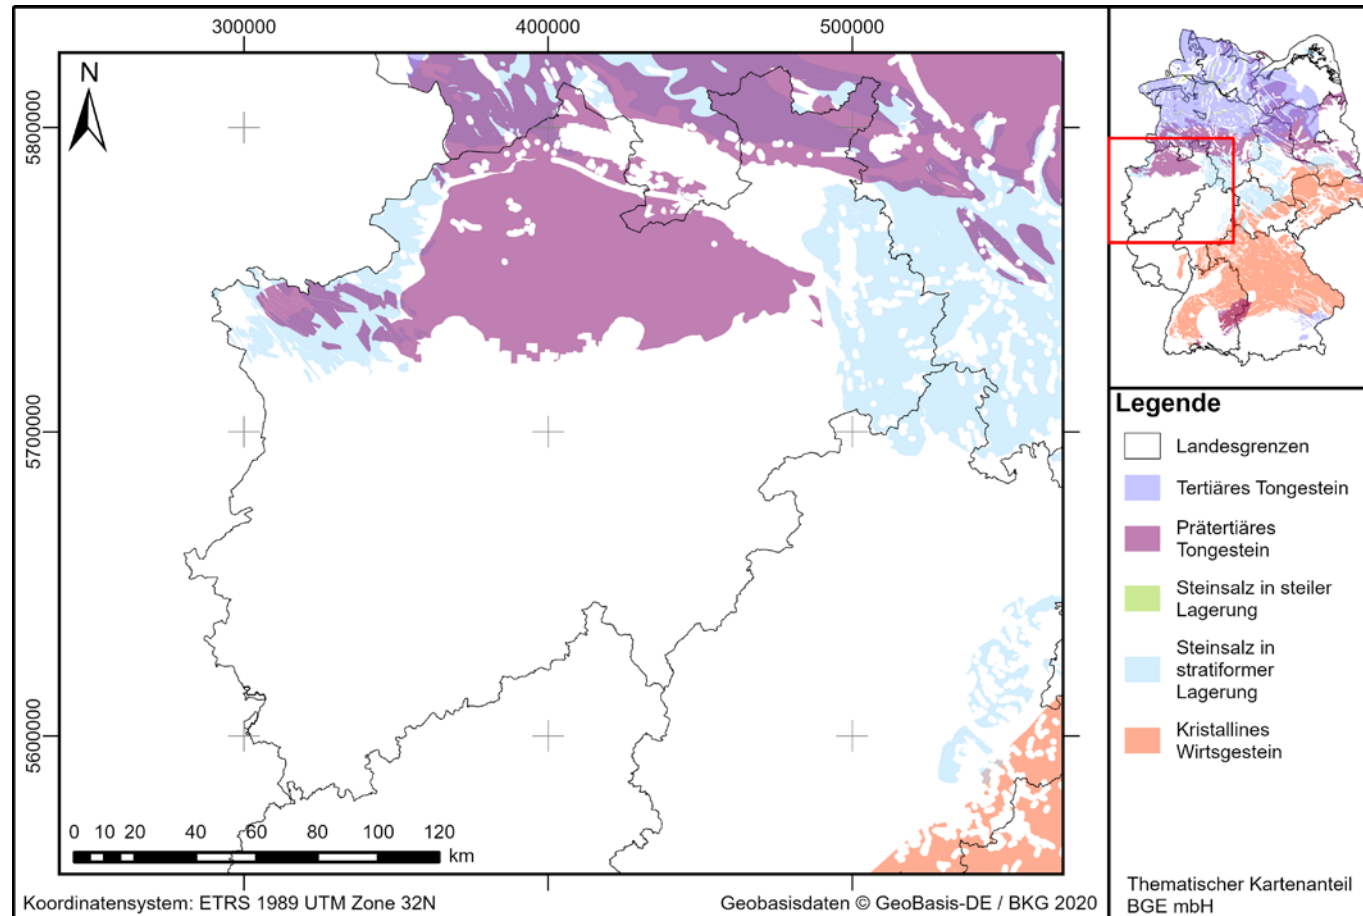 300000 400000 500000
N
5800000
5700000
5600000
0 10 20 40 60 80 100 120
km
Koordinatensystem: ETRS 1989 UTM Zone 32N
Geobasisdaten © GeoBasis-DE / BKG 2020
Legende
Landesgrenzen
Tertiäres Tongestein
Prätertiäres
Tongestein
Steinsalz in steiler
Lagerung
Steinsalz in
stratiformer
Lagerung
Kristallines
Wirtsgestein
Thematischer Kartenanteil
BGE mbH